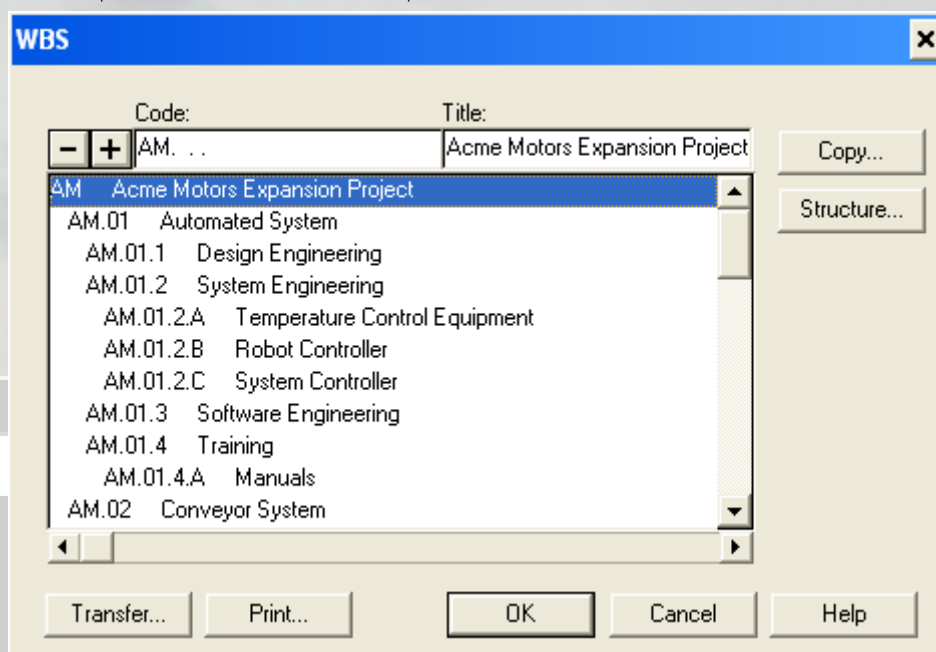 WBS
Code: Title:
AM. . . Acme Motors Expansion Project
Copy...
Structure...
AM Acme Motors Expansion Project
AM.01 Automated System
AM.01.1 Design Engineering
AM.01.2 System Engineering
AM.01.2.A Temperature Control Equipment
AM.01.2.B Robot Controller
AM.01.2.C System Controller
AM.01.3 Software Engineering
AM.01.4 Training
AM.01.4.A Manuals
AM.02 Conveyor System
Transfer... Print... OK Cancel Help